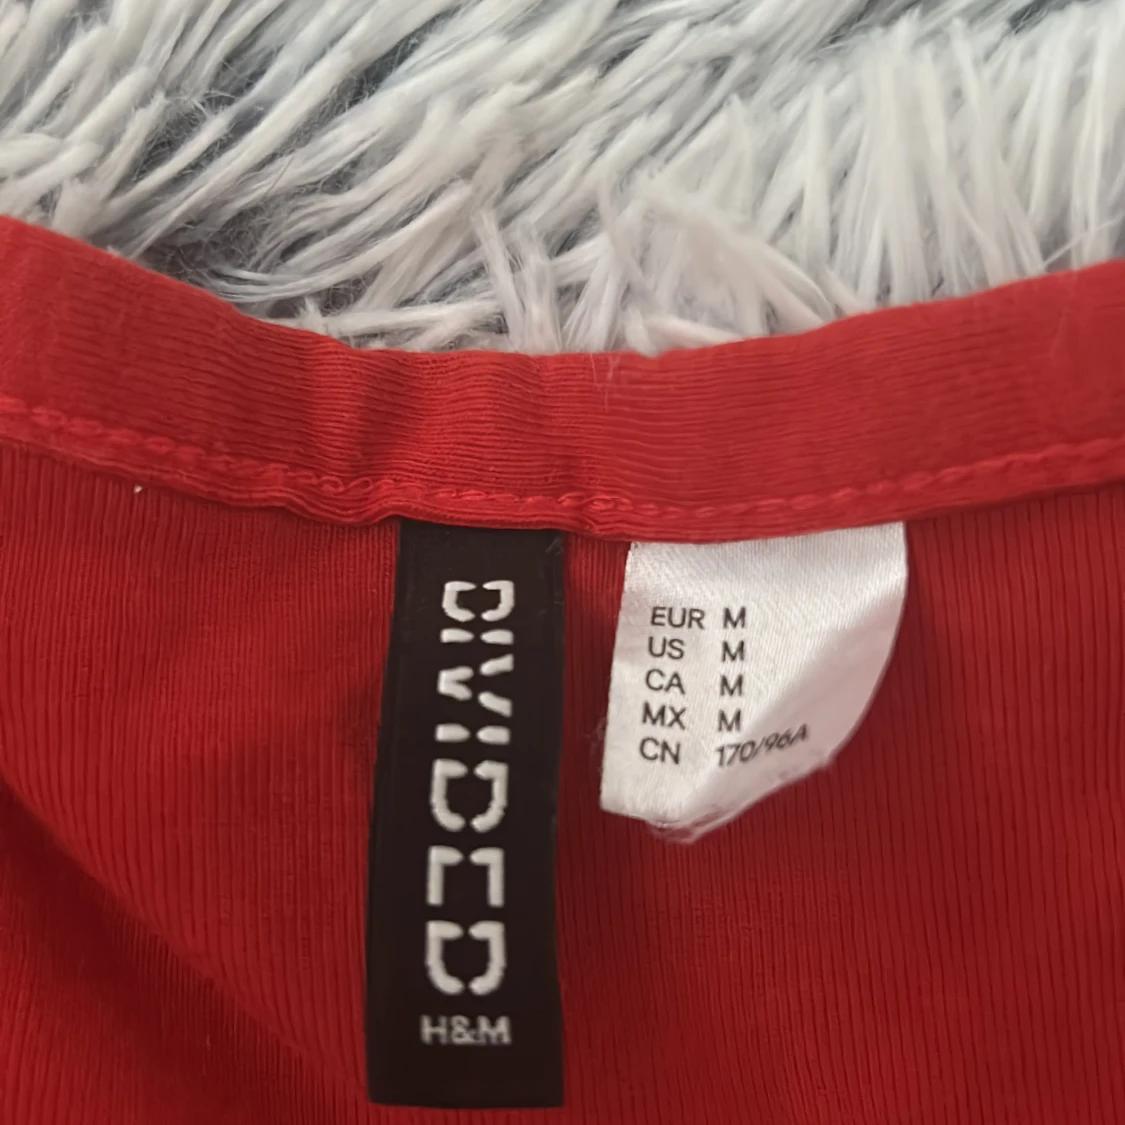 DIVIDED
H&M
EUR M
US M
CA M
MX M
CN 170/96A